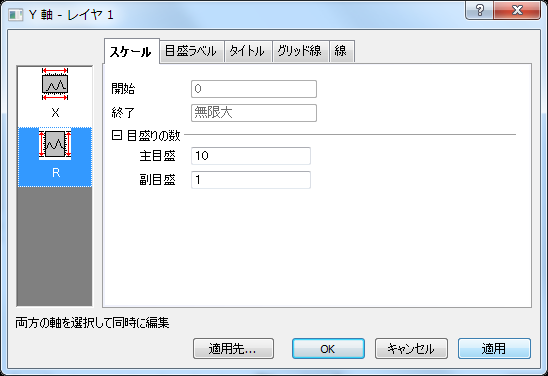 Y 軸 - レイヤ 1
スケール 目盛ラベル タイトル グリッド線 線
X
R
開始 0
終了 無限大
目盛りの数
主目盛 10
副目盛 1
両方の軸を選択して同時に編集
適用先... OK キャンセル 適用